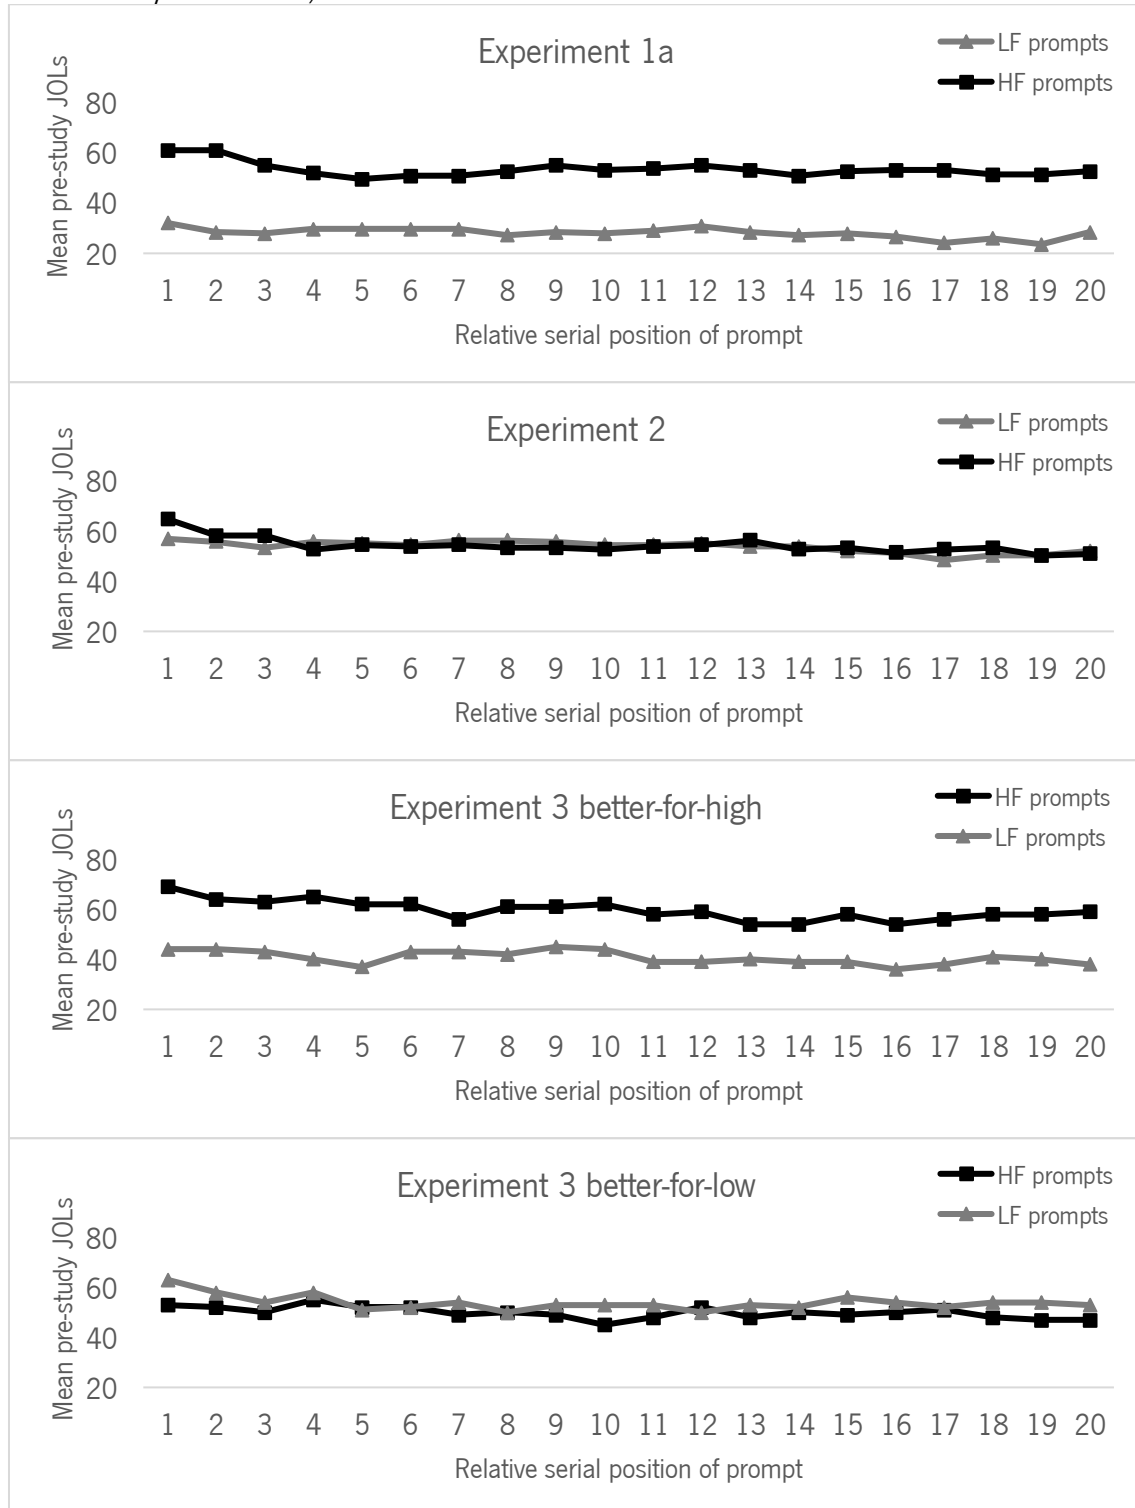 Experiment 1a
LF prompts
HF prompts
Mean pre-study JOLs
80
60
40
20
1 2 3 4 5 6 7 8 9 10 11 12 13 14 15 16 17 18 19 20
Relative serial position of prompt
Experiment 2
LF prompts
HF prompts
Mean pre-study JOLs
80
60
40
20
1 2 3 4 5 6 7 8 9 10 11 12 13 14 15 16 17 18 19 20
Relative serial position of prompt
Experiment 3 better-for-high
HF prompts
LF prompts
Mean pre-study JOLs
80
60
40
20
1 2 3 4 5 6 7 8 9 10 11 12 13 14 15 16 17 18 19 20
Relative serial position of prompt
Experiment 3 better-for-low
HF prompts
LF prompts
Mean pre-study JOLs
80
60
40
20
1 2 3 4 5 6 7 8 9 10 11 12 13 14 15 16 17 18 19 20
Relative serial position of prompt